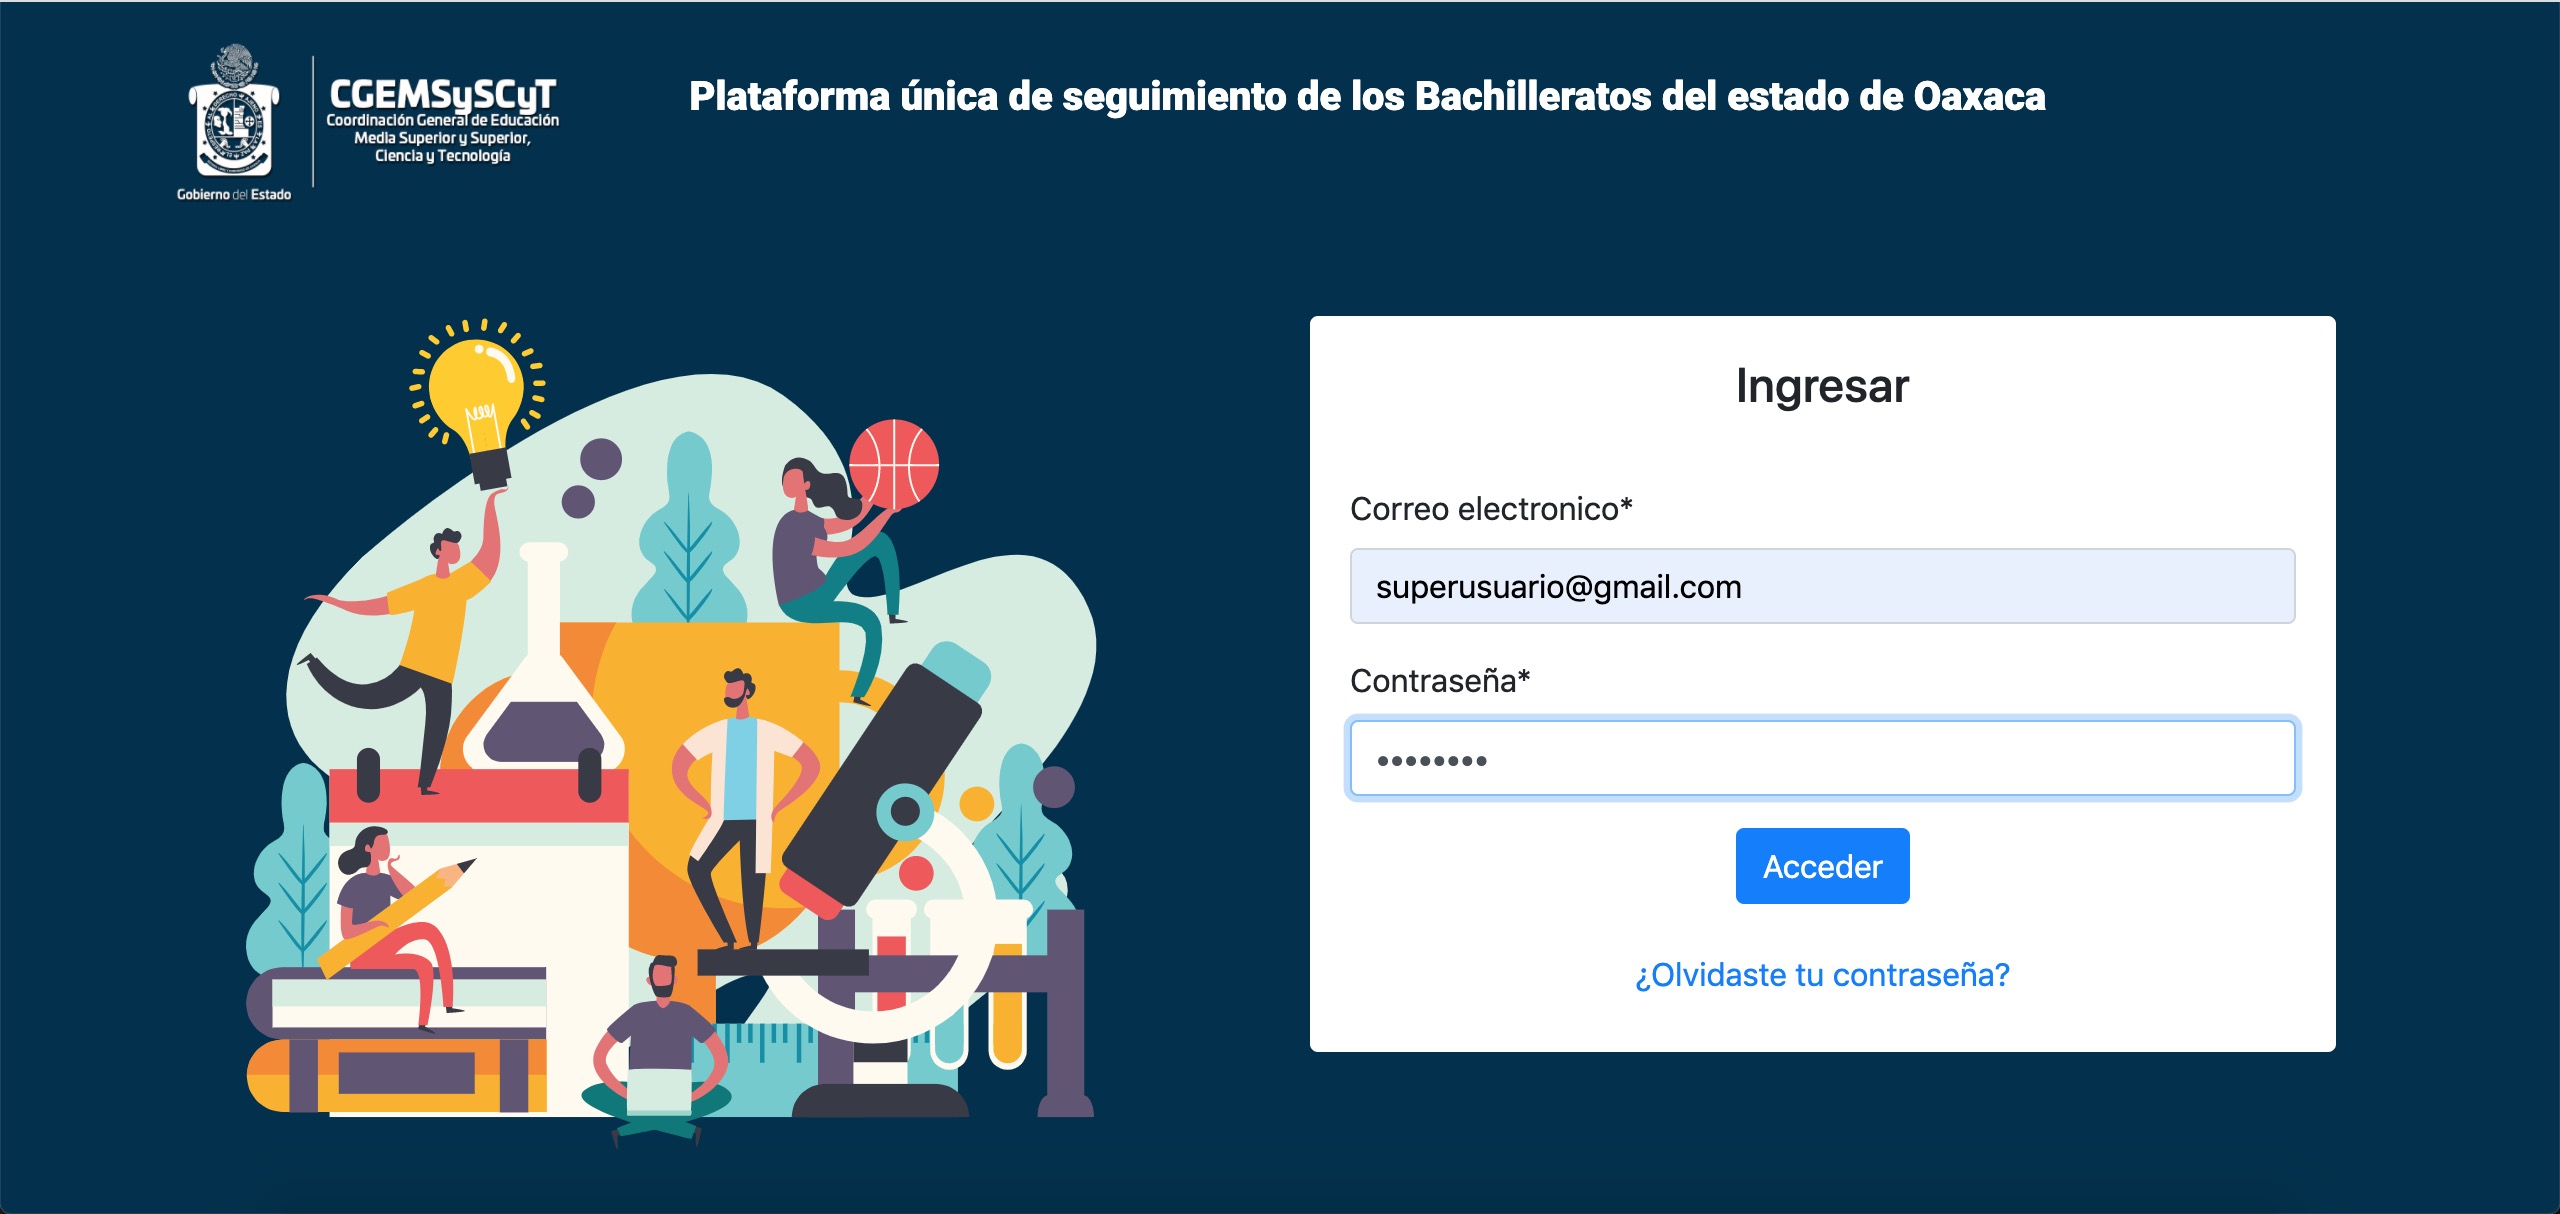 CGEMSySCyT
Coordinación General de Educación
Media Superior y Superior,
Ciencia y Tecnología
Gobierno del Estado
Plataforma única de seguimiento de los Bachilleratos del estado de Oaxaca
Ingresar
Correo electronico*
superusuario@gmail.com
Contraseña*
••••••••
Acceder
¿Olvidaste tu contraseña?